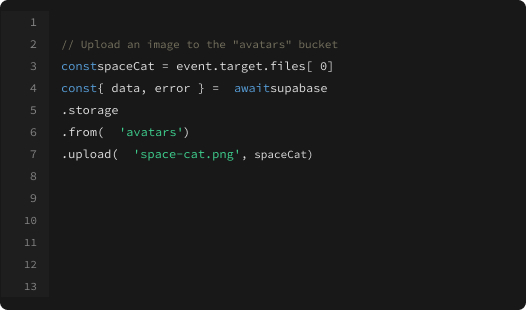 1
2 // Upload an image to the "avatars" bucket
3 constspaceCat = event.target.files[ 0]
4 const{ data, error } =  awaitsupabase
5 .storage
6 .from(  'avatars')
7 .upload(  'space-cat.png', spaceCat)
8
9
10
11
12
13